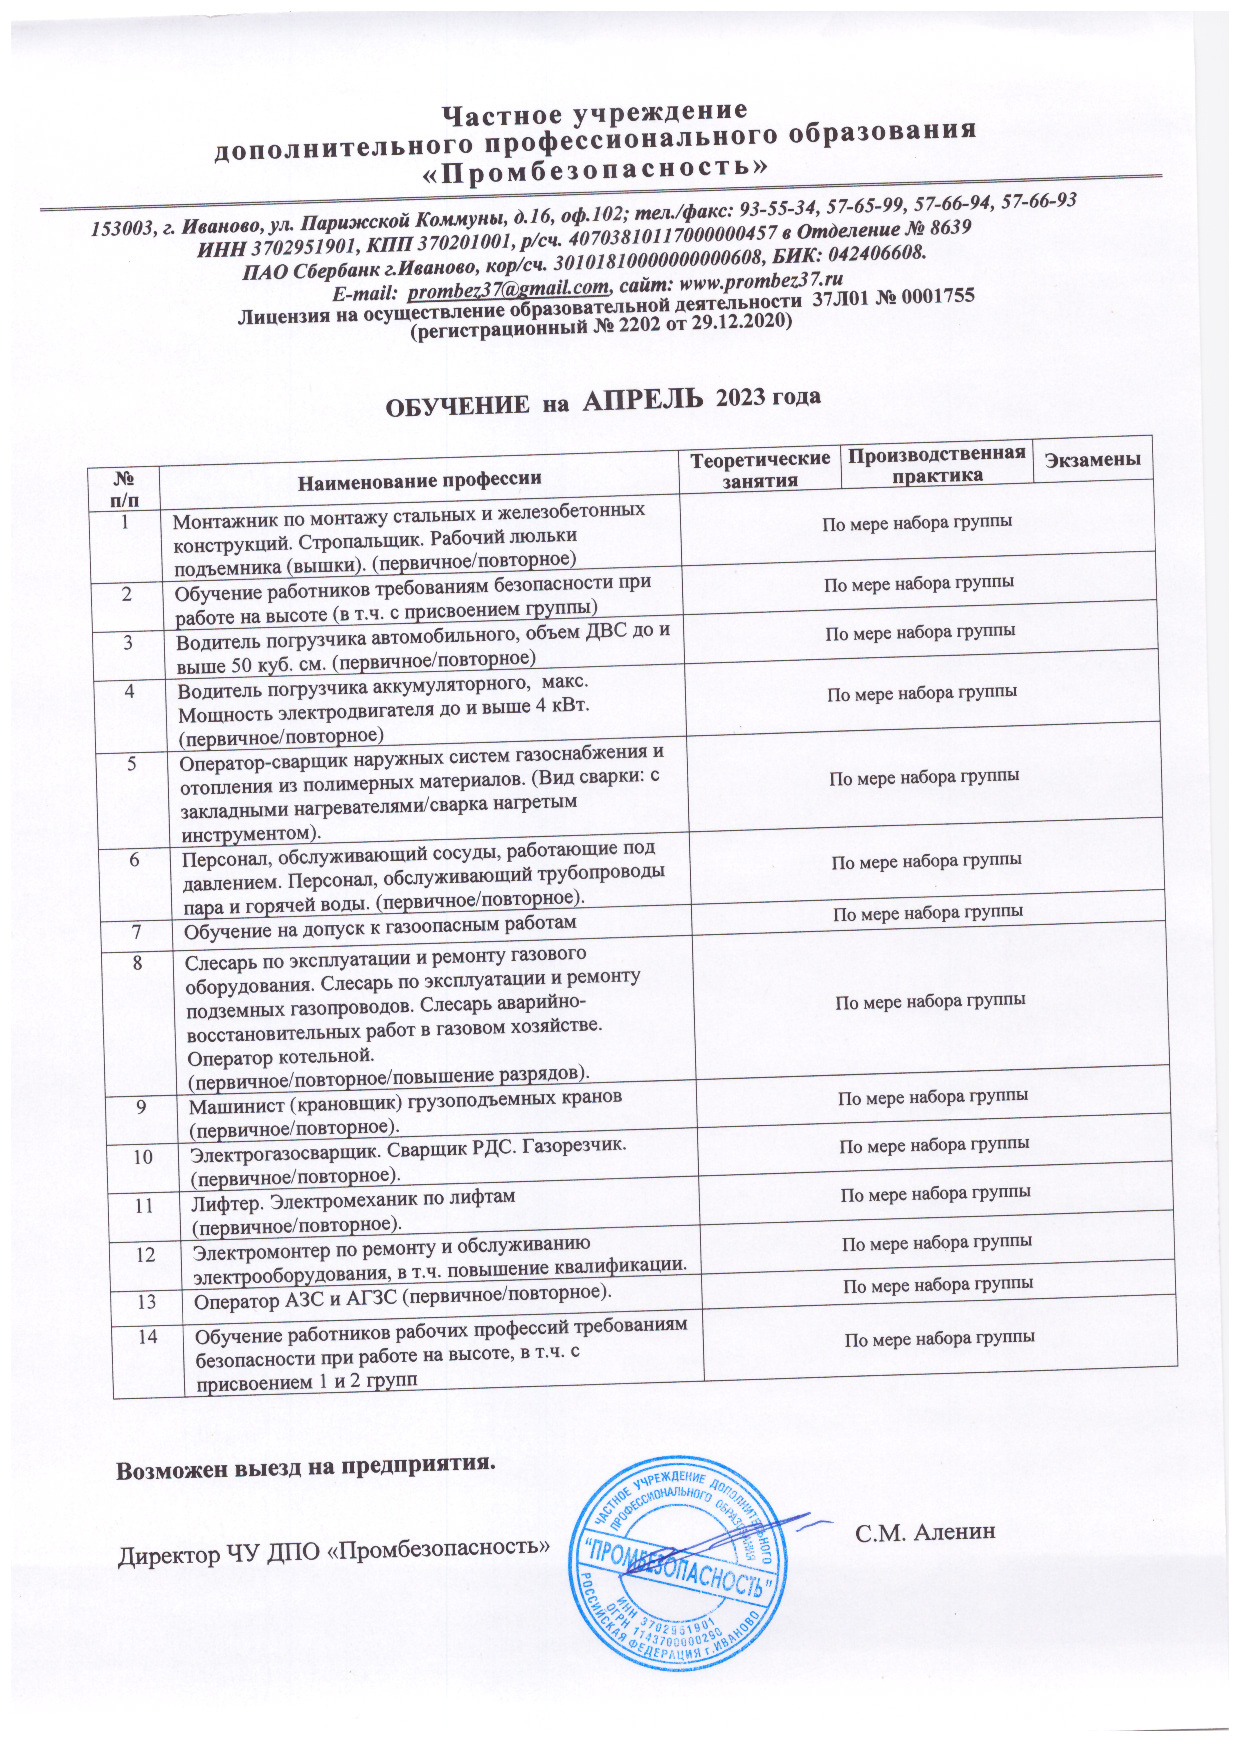 Частное учреждение
дополнительного профессионального образования
«Промбезопасность»
153003, г. Иваново, ул. Парижской Коммуны, д.16, оф.102; тел./факс: 93-55-34, 57-65-99, 57-66-94, 57-66-93
ИНН 3702951901, КПП 370201001, р/сч. 40703810117000000457 в Отделение № 8639
ПАО Сбербанк г.Иваново, кор/сч. 30101810000000000608, БИК: 042406608.
E-mail: prombez37@gmail.com, сайт: www.prombez37.ru
Лицензия на осуществление образовательной деятельности 37Л01 № 0001755
(регистрационный № 2202 от 29.12.2020)
ОБУЧЕНИЕ на АПРЕЛЬ 2023 года
№ п/п Наименование профессии Теоретические занятия Производственная практика Экзамены
1 Монтажник по монтажу стальных и железобетонных
конструкций. Стропальщик. Рабочий люльки
подъемника (вышки). (первичное/повторное)
По мере набора группы
2 Обучение работников требованиям безопасности при
работе на высоте (в т.ч. с присвоением группы)
По мере набора группы
3 Водитель погрузчика автомобильного, объем ДВС до и
выше 50 куб. см. (первичное/повторное)
По мере набора группы
4 Водитель погрузчика аккумуляторного, макс.
Мощность электродвигателя до и выше 4 кВт.
(первичное/повторное)
По мере набора группы
5 Оператор-сварщик наружных систем газоснабжения и
отопления из полимерных материалов. (Вид сварки: с
закладными нагревателями/сварка нагретым
инструментом).
По мере набора группы
6 Персонал, обслуживающий сосуды, работающие под
давлением. Персонал, обслуживающий трубопроводы
пара и горячей воды. (первичное/повторное).
По мере набора группы
7 Обучение на допуск к газоопасным работам
По мере набора группы
8 Слесарь по эксплуатации и ремонту газового
оборудования. Слесарь по эксплуатации и ремонту
подземных газопроводов. Слесарь аварийно-
восстановительных работ в газовом хозяйстве.
Оператор котельной.
(первичное/повторное/повышение разрядов).
По мере набора группы
9 Машинист (крановщик) грузоподъемных кранов
(первичное/повторное).
По мере набора группы
10 Электрогазосварщик. Сварщик РДС. Газорезчик.
(первичное/повторное).
По мере набора группы
11 Лифтер. Электромеханик по лифтам
(первичное/повторное).
По мере набора группы
12 Электромонтер по ремонту и обслуживанию
электрооборудования, в т.ч. повышение квалификации.
По мере набора группы
13 Оператор АЗС и АГЗС (первичное/повторное).
По мере набора группы
14 Обучение работников рабочих профессий требованиям
безопасности при работе на высоте, в т.ч. с
присвоением 1 и 2 групп
По мере набора группы
Возможен выезд на предприятия.
Директор ЧУ ДПО «Промбезопасность» С.М. Аленин
ЧАСТНОЕ УЧРЕЖДЕНИЕ ДОПОЛНИТЕЛЬНОГО
ПРОФЕССИОНАЛЬНОГО ОБРАЗОВАНИЯ
"ПРОМБЕЗОПАСНОСТЬ"
ИНН 3702951901
ОГРН 1143700000290
РОССИЙСКАЯ ФЕДЕРАЦИЯ г.ИВАНОВО